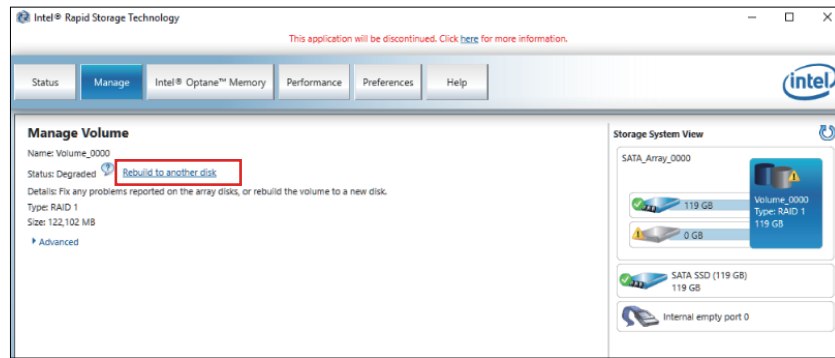 Intel® Rapid Storage Technology
This application will be discontinued. Click here for more information.
Status
Manage
Intel® Optane™ Memory
Performance
Preferences
Help
intel
Manage Volume
Name: Volume_0000
Status: Degraded ? Rebuild to another disk
Details: Fix any problems reported on the array disks, or rebuild the volume to a new disk.
Type: RAID 1
Size: 122,102 MB
Advanced
Storage System View
SATA_Array_0000
119 GB
0 GB
Volume_0000
Type: RAID 1
119 GB
SATA SSD (119 GB)
119 GB
Internal empty port 0